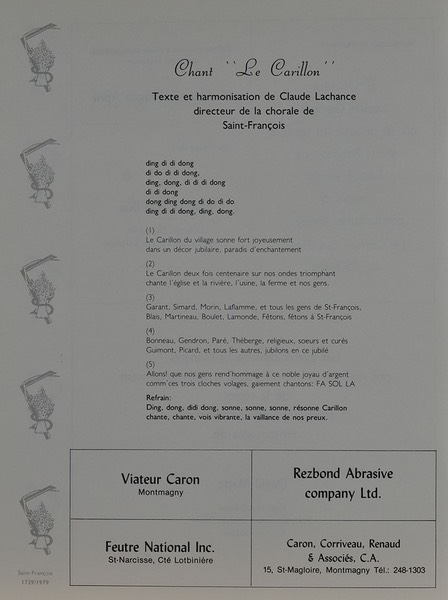 Chant "Le Carillon"
Texte et harmonisation de Claude Lachance
directeur de la chorale de
Saint-François
ding di di dong
di do di di dong,
ding, dong, di di di dong
di di dong
dong ding dong di do di do
ding di di dong, ding, dong.
(1)
Le Carillon du village sonne fort joyeusement
dans un décor jubilaire, paradis d'enchantement
(2)
Le Carillon deux fois centenaire sur nos ondes triomphant
chante l'église et la rivière, l'usine, la ferme et nos gens.
(3)
Garant, Simard, Morin, Laflamme, et tous les gens de St-François,
Blais, Martineau, Boulet, Lamonde, Fêtons, fêtons à St-François
(4)
Bonneau, Gendron, Paré, Théberge, religieux, soeurs et curés
Guimont, Picard, et tous les autres, jubilons en ce jubilé
(5)
Allons! que nos gens rend'hommage à ce noble joyau d'argent
comm'ces trois cloches volages, gaiement chantons: FA SOL LA
Refrain:
Ding, dong, didi dong, sonne, sonne, sonne, résonne Carillon
chante, chante, vois vibrante, la vaillance de nos preux.
Viateur Caron
Montmagny
Rezbond Abrasive
company Ltd.
Feutre National Inc.
St-Narcisse, Cté Lotbinière
Caron, Corriveau, Renaud
& Associés, C.A.
15, St-Magloire, Montmagny Tél.: 248-1303
Saint-François
1729/1979